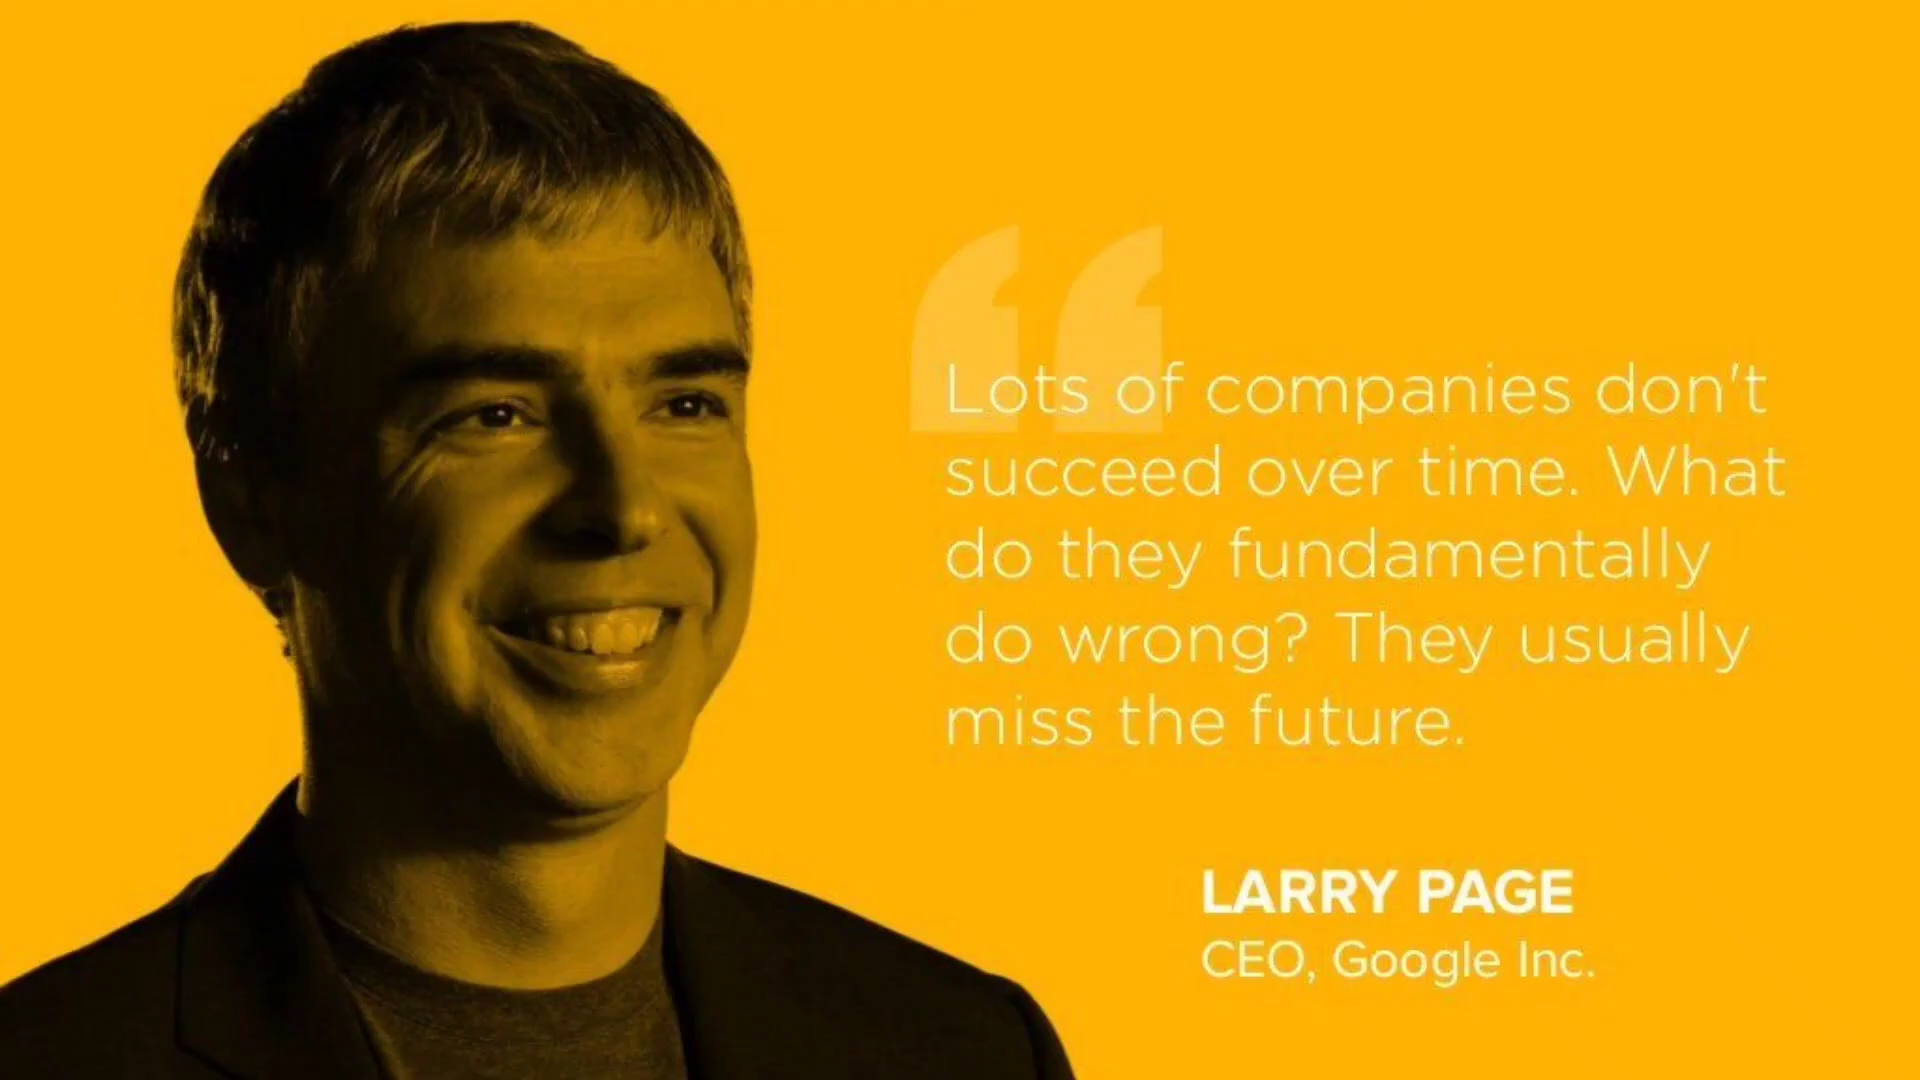 Lots of companies don't
succeed over time. What
do they fundamentally
do wrong? They usually
miss the future.
LARRY PAGE
CEO, Google Inc.